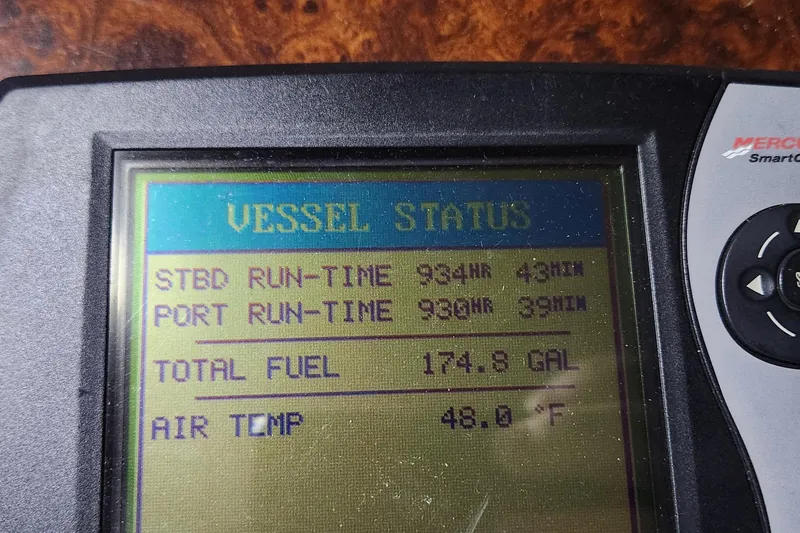 VESSEL STATUS
STBD RUN-TIME 934HR 43MIN
PORT RUN-TIME 930HR 39MIN
TOTAL FUEL 174.8 GAL
AIR TEMP 48.0 °F